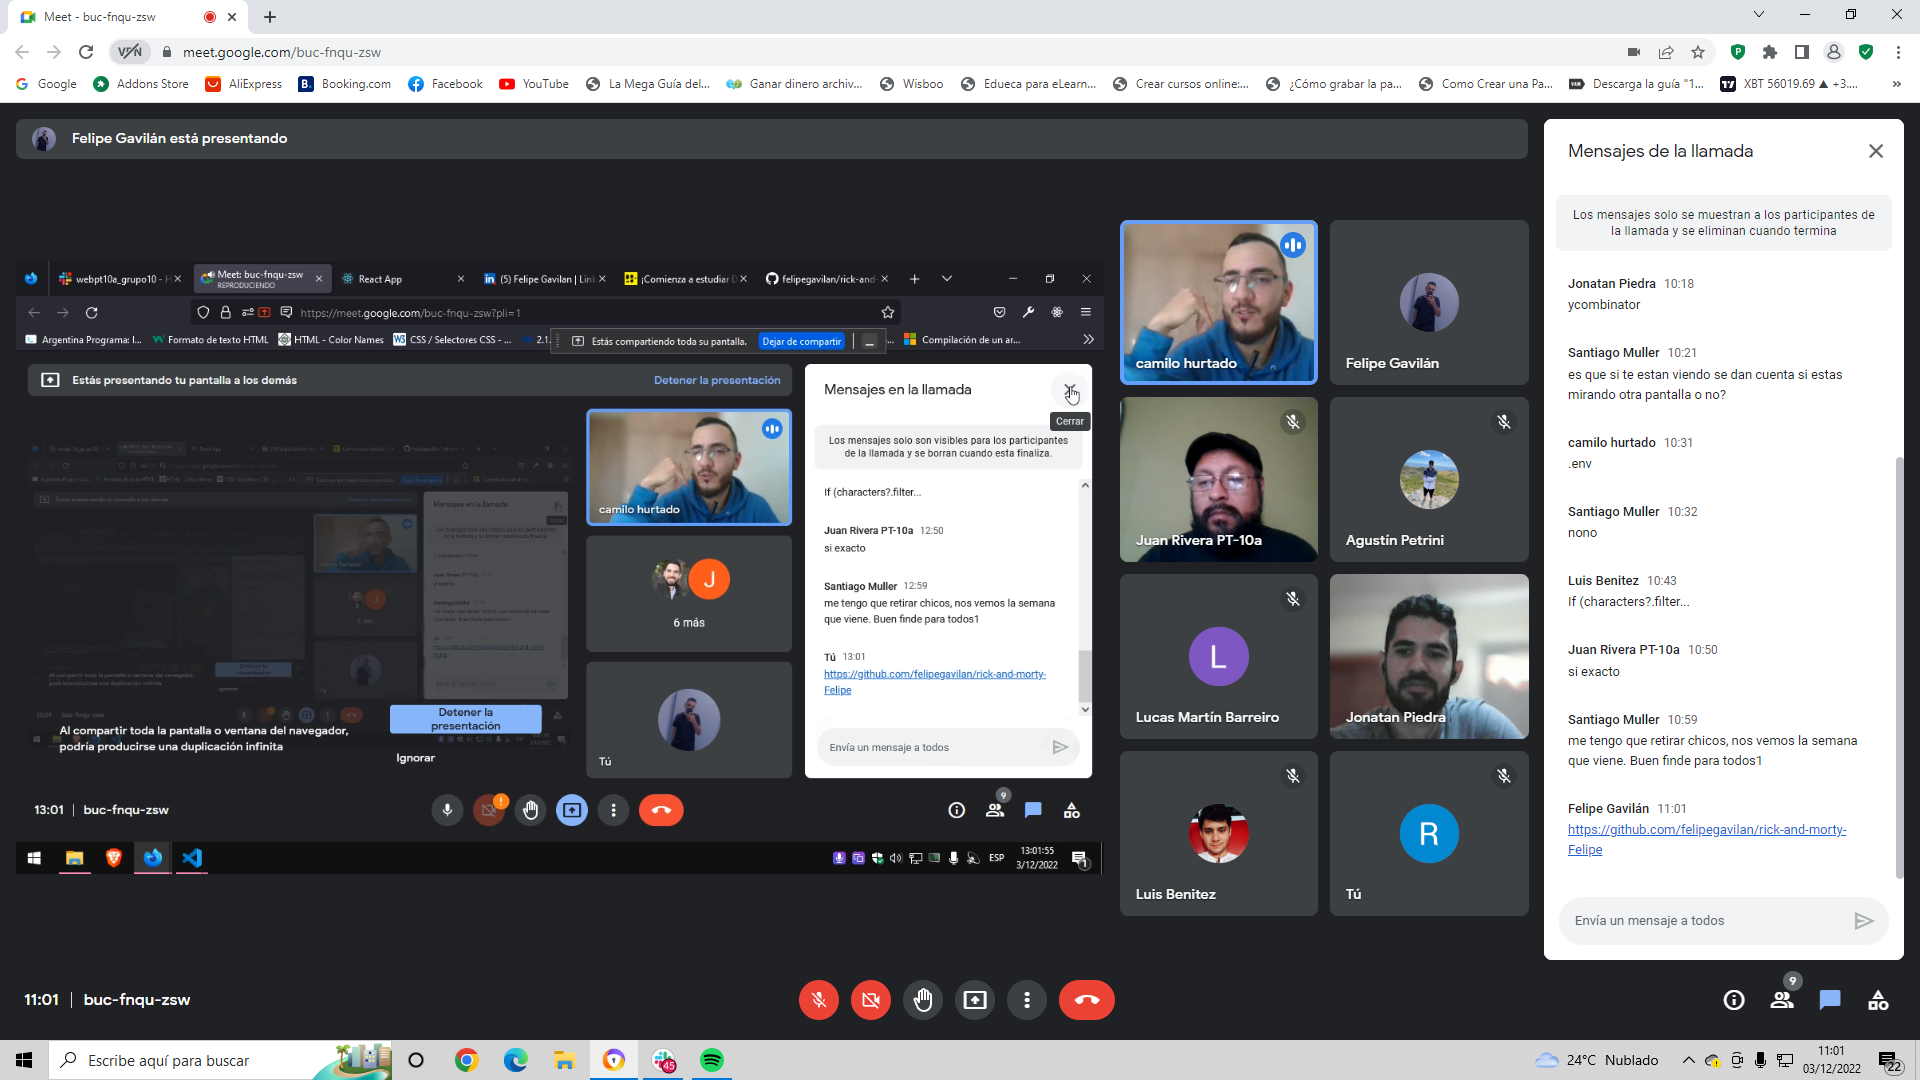 Meet - buc-fnqu-zsw
VPN
meet.google.com/buc-fnqu-zsw
Google
Addons Store
AliExpress
Booking.com
Facebook
YouTube
La Mega Guía del...
Ganar dinero archiv...
Wisboo
Edueca para eLearn...
Crear cursos online:...
¿Cómo grabar la pa...
Como Crear una Pa...
Descarga la guía "1...
XBT 56019.69 ▲ +3....
Felipe Gavilán está presentando
webpt10a_grupo10 -
Meet: buc-fnqu-zsw
REPRODUCIENDO
React App
(5) Felipe Gavilan | Link
¡Comienza a estudiar D
felipegavilan/rick-and-
https://meet.google.com/buc-fnqu-zsw?pli=1
Argentina Programa: I...
Formato de texto HTML
HTML - Color Names
CSS / Selectores CSS - ...
2.1.
Estás compartiendo toda su pantalla.
Dejar de compartir
Compilación de un ar...
Estás presentando tu pantalla a los demás
Detener la presentación
camilo hurtado
J
6 más
Tú
Al compartir toda la pantalla o ventana del navegador,
podría producirse una duplicación infinita
Detener la
presentación
Ignorar
Mensajes en la llamada
Cerrar
Los mensajes solo son visibles para los participantes
de la llamada y se borran cuando esta finaliza.
If (characters?.filter...
Juan Rivera PT-10a 12:50
si exacto
Santiago Muller 12:59
me tengo que retirar chicos, nos vemos la semana
que viene. Buen finde para todos1
Tú 13:01
https://github.com/felipegavilan/rick-and-morty-
Felipe
Envía un mensaje a todos
13:01 | buc-fnqu-zsw
9
ESP
13:01:55
3/12/2022
1
camilo hurtado
Felipe Gavilán
Juan Rivera PT-10a
Agustín Petrini
L
Lucas Martín Barreiro
Jonatan Piedra
Luis Benitez
R
Tú
Mensajes de la llamada
Los mensajes solo se muestran a los participantes de
la llamada y se eliminan cuando termina
Jonatan Piedra 10:18
ycombinator
Santiago Muller 10:21
es que si te estan viendo se dan cuenta si estas
mirando otra pantalla o no?
camilo hurtado 10:31
.env
Santiago Muller 10:32
nono
Luis Benitez 10:43
If (characters?.filter...
Juan Rivera PT-10a 10:50
si exacto
Santiago Muller 10:59
me tengo que retirar chicos, nos vemos la semana
que viene. Buen finde para todos1
Felipe Gavilán 11:01
https://github.com/felipegavilan/rick-and-morty-
Felipe
Envía un mensaje a todos
11:01 | buc-fnqu-zsw
9
Escribe aquí para buscar
45
24°C Nublado
11:01
03/12/2022
22